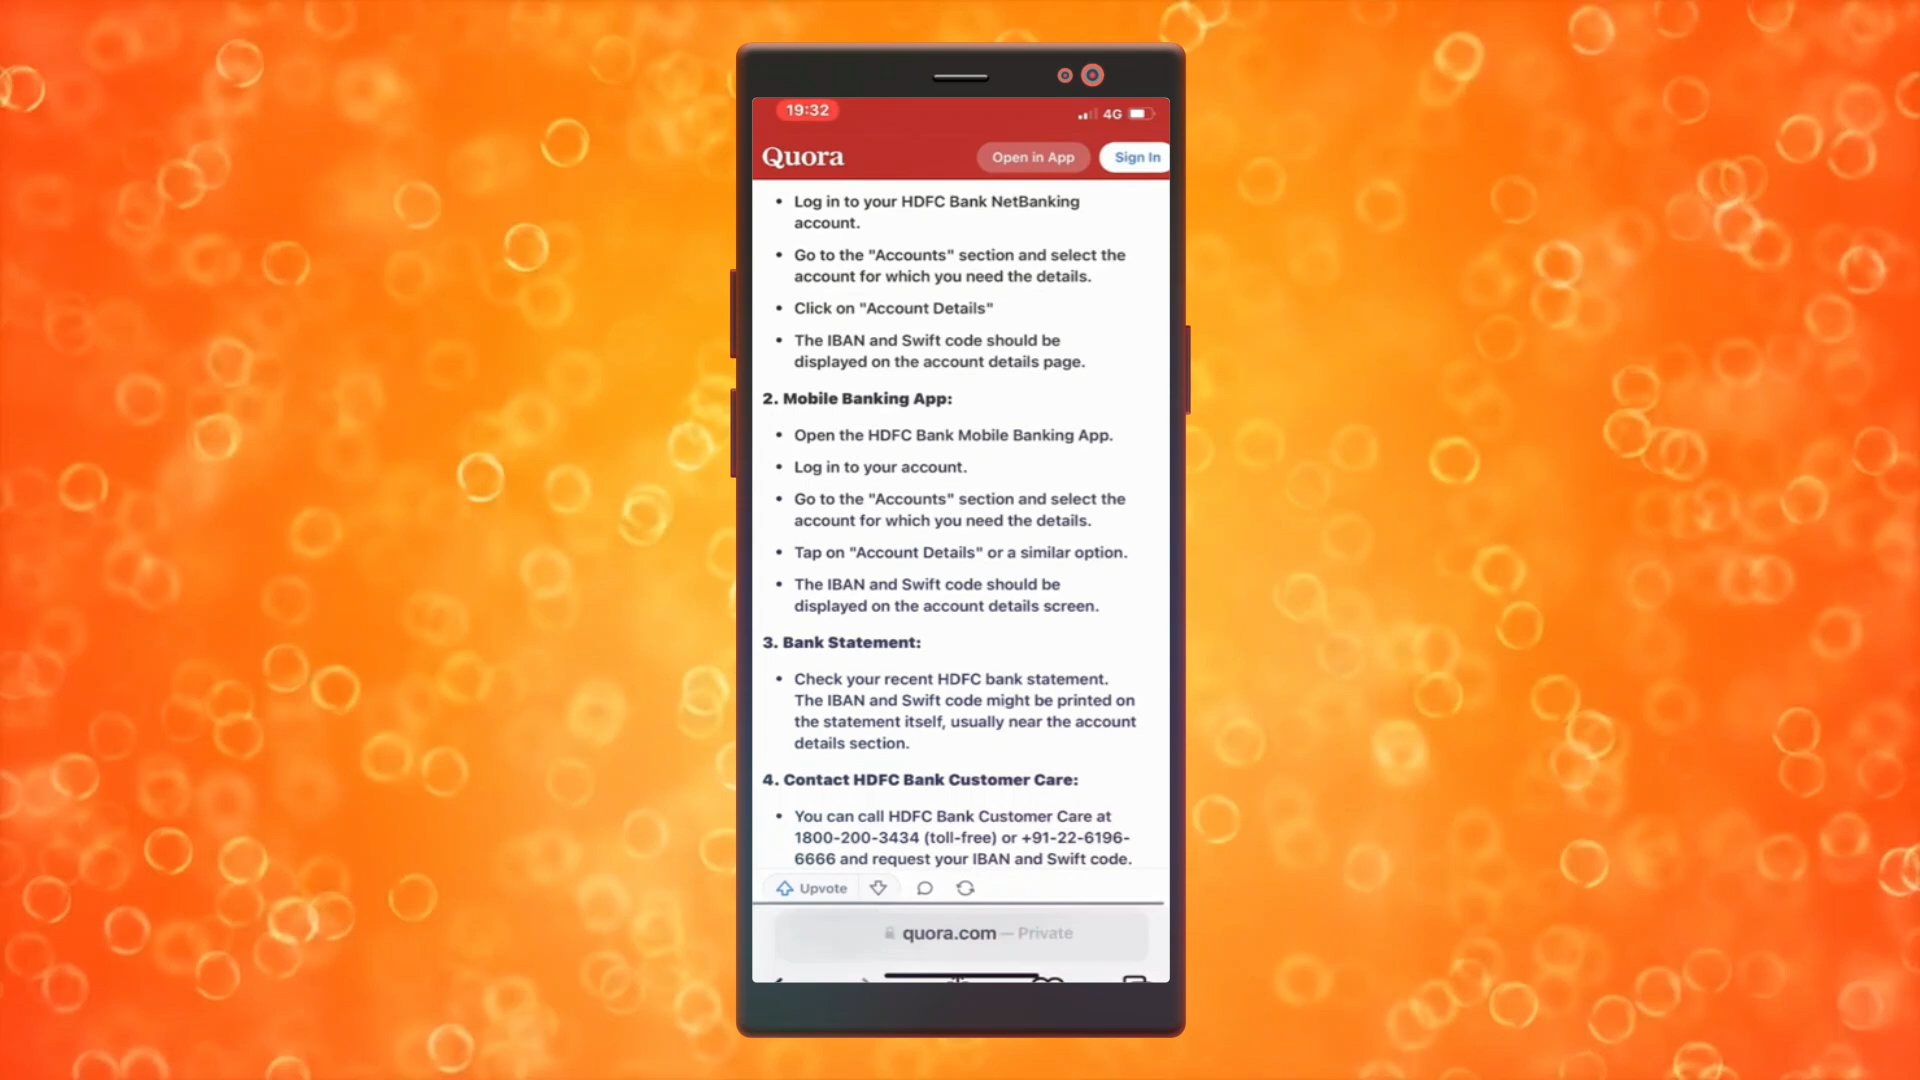 19:32
4G
Quora
Open in App
Sign In
• Log in to your HDFC Bank NetBanking
account.
• Go to the "Accounts" section and select the
account for which you need the details.
• Click on "Account Details"
• The IBAN and Swift code should be
displayed on the account details page.
2. Mobile Banking App:
• Open the HDFC Bank Mobile Banking App.
• Log in to your account.
• Go to the "Accounts" section and select the
account for which you need the details.
• Tap on "Account Details" or a similar option.
• The IBAN and Swift code should be
displayed on the account details screen.
3. Bank Statement:
• Check your recent HDFC bank statement.
The IBAN and Swift code might be printed on
the statement itself, usually near the account
details section.
4. Contact HDFC Bank Customer Care:
• You can call HDFC Bank Customer Care at
1800-200-3434 (toll-free) or +91-22-6196-
6666 and request your IBAN and Swift code.
Upvote
quora.com — Private